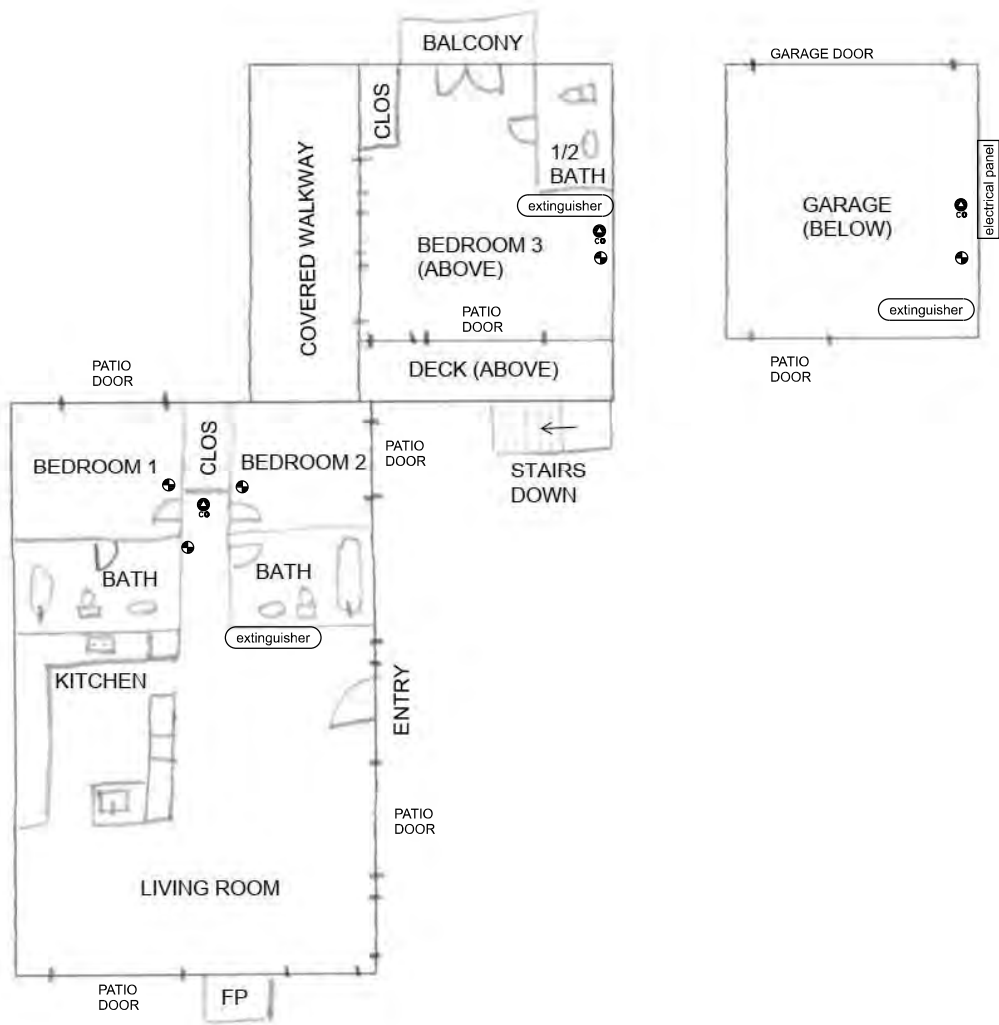 BALCONY
GARAGE DOOR
CLOS
COVERED WALKWAY
1/2
BATH
extinguisher
CO
BEDROOM 3
(ABOVE)
PATIO
DOOR
DECK (ABOVE)
GARAGE
(BELOW)
electrical panel
CO
extinguisher
PATIO
DOOR
STAIRS
DOWN
PATIO
DOOR
BEDROOM 1
CLOS
BEDROOM 2
PATIO
DOOR
CO
BATH
BATH
extinguisher
KITCHEN
ENTRY
PATIO
DOOR
LIVING ROOM
PATIO
DOOR
FP